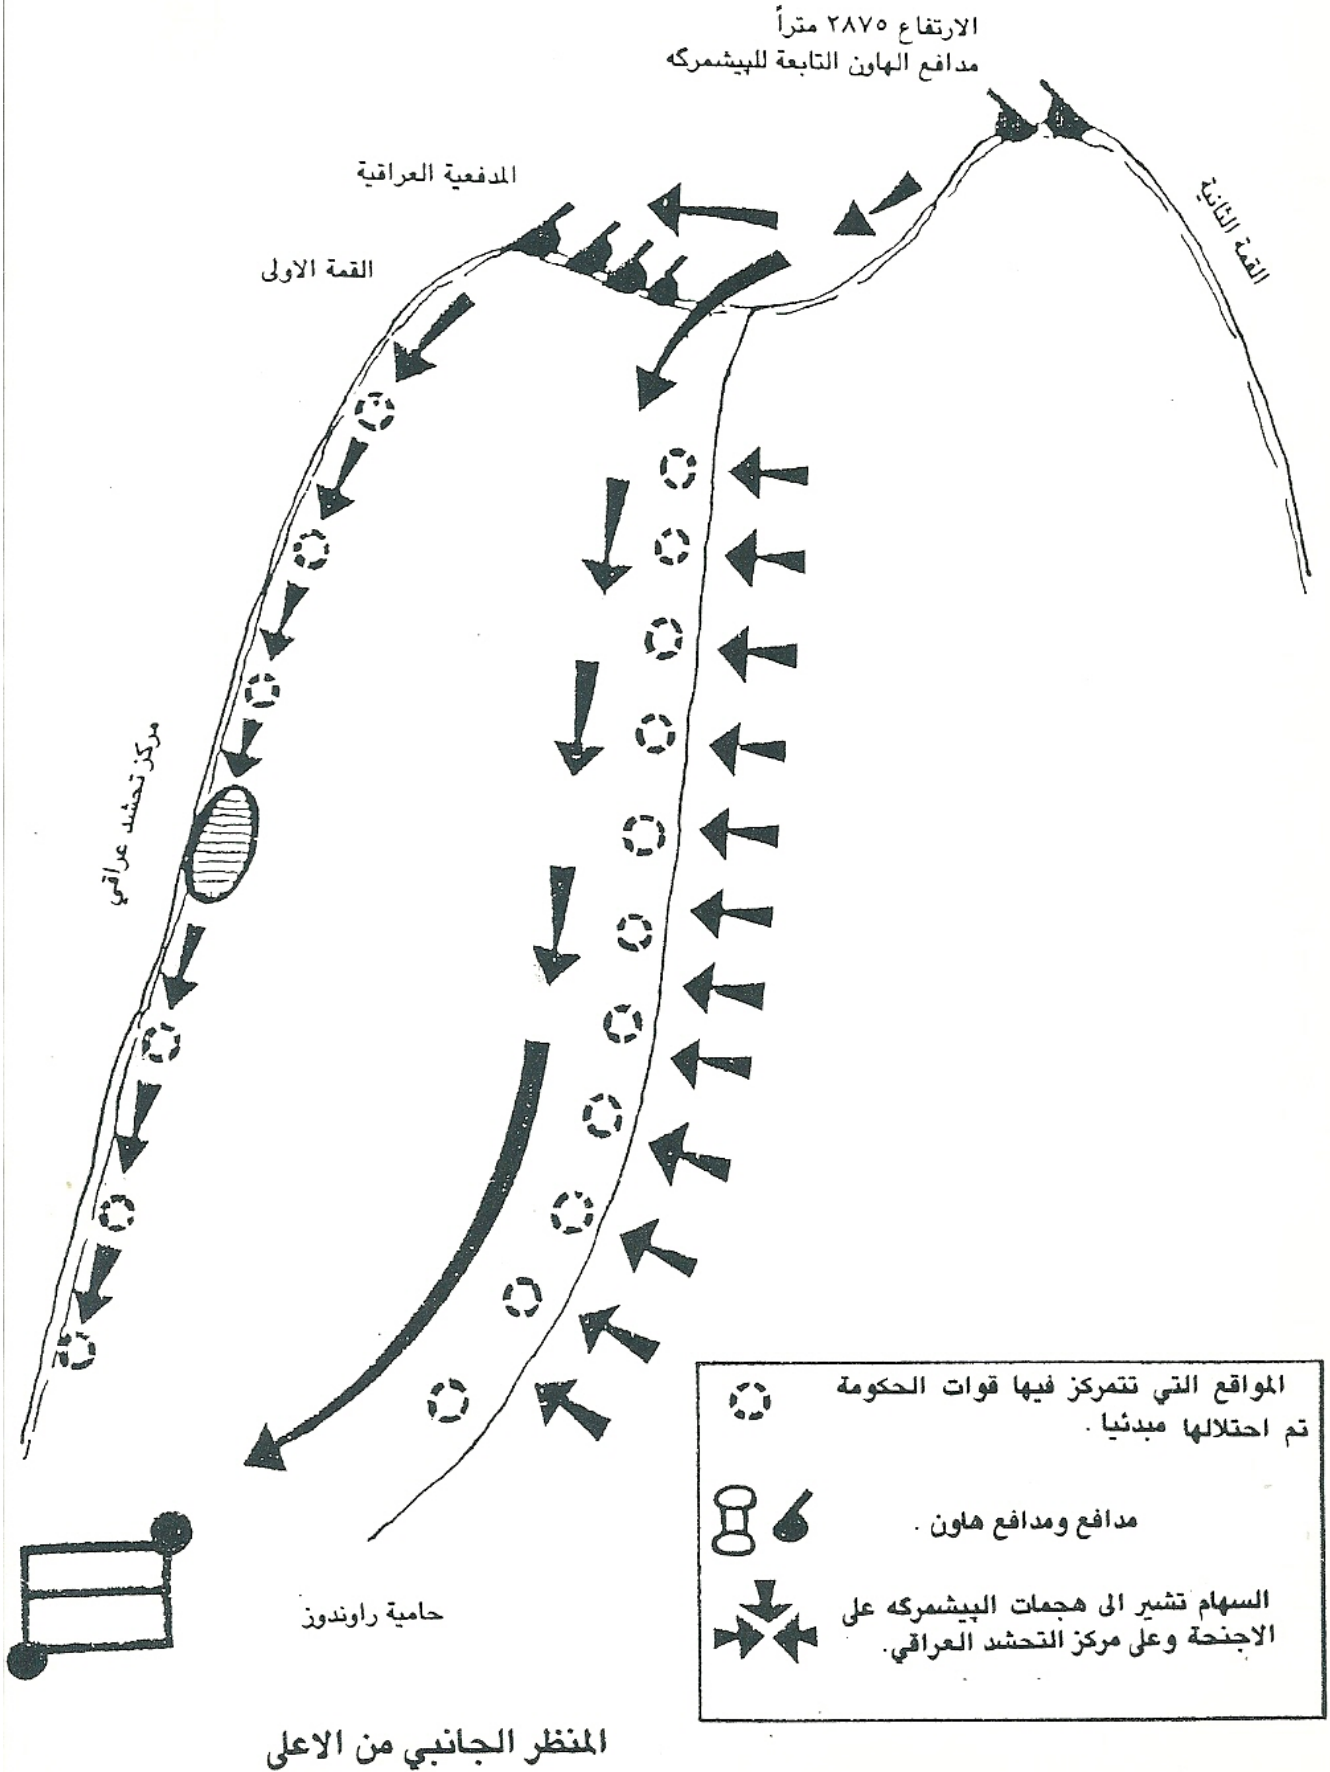 الارتفاع ٢٨٧٥ متراً
مدافع الهاون التابعة للپيشمرگه
المدفعية العراقية
القمة الاولى
القمة الثانية
مركز تحشد عراقي
المواقع التي تتمركز فيها قوات الحكومة
تم احتلالها مبدئيا .
مدافع ومدافع هاون .
السهام تشير الى هجمات الپيشمرگه على
الاجنحة وعلى مركز التحشد العراقي.
حامية راوندوز
المنظر الجانبي من الاعلى